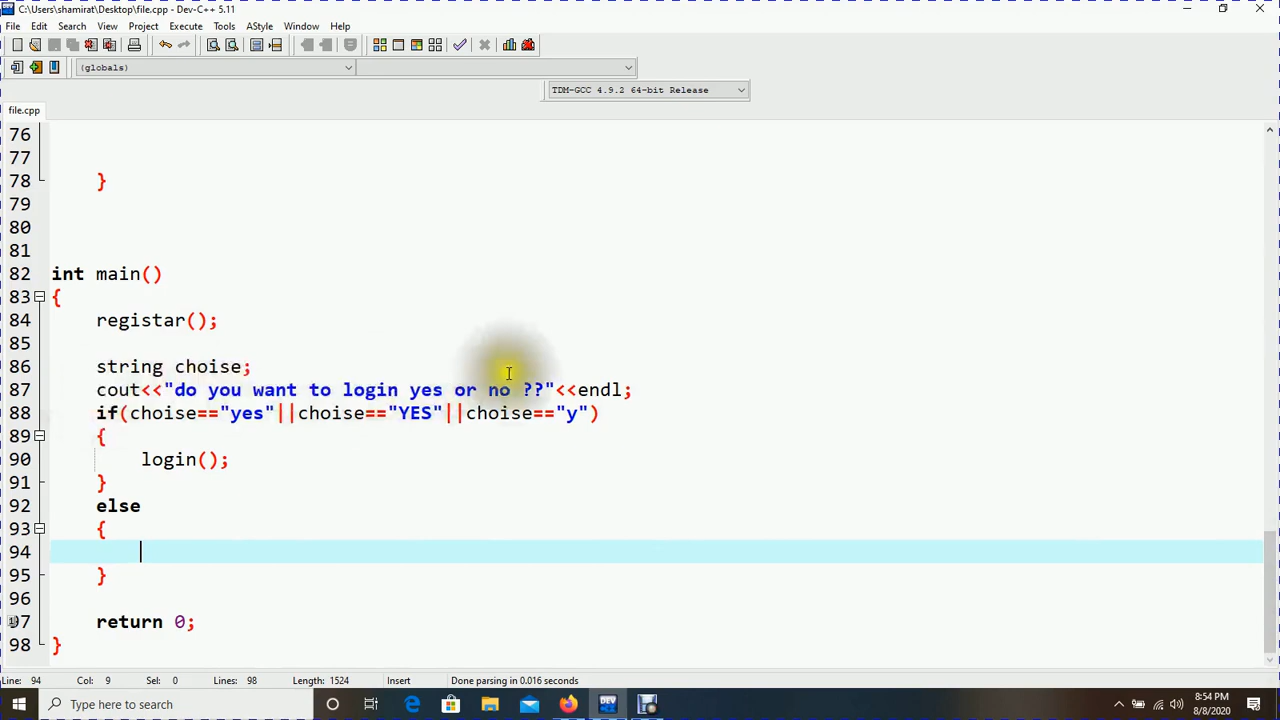 C:\Users\shamirat\Desktop\file.cpp - Dev-C++ 5.11
File Edit Search View Project Execute Tools AStyle Window Help
(globals)
TDM-GCC 4.9.2 64-bit Release
file.cpp
76
77
78 }
79
80
81
82 int main()
83 {
84 registar();
85
86 string choise;
87 cout<<"do you want to login yes or no ??"<<endl;
88 if(choise=="yes"||choise=="YES"||choise=="y")
89 {
90 login();
91 }
92 else
93 {
94
95 }
96
97 return 0;
98 }
Line: 94 Col: 9 Sel: 0 Lines: 98 Length: 1524 Insert Done parsing in 0.016 seconds
Type here to search
DEV
8:54 PM
8/8/2020